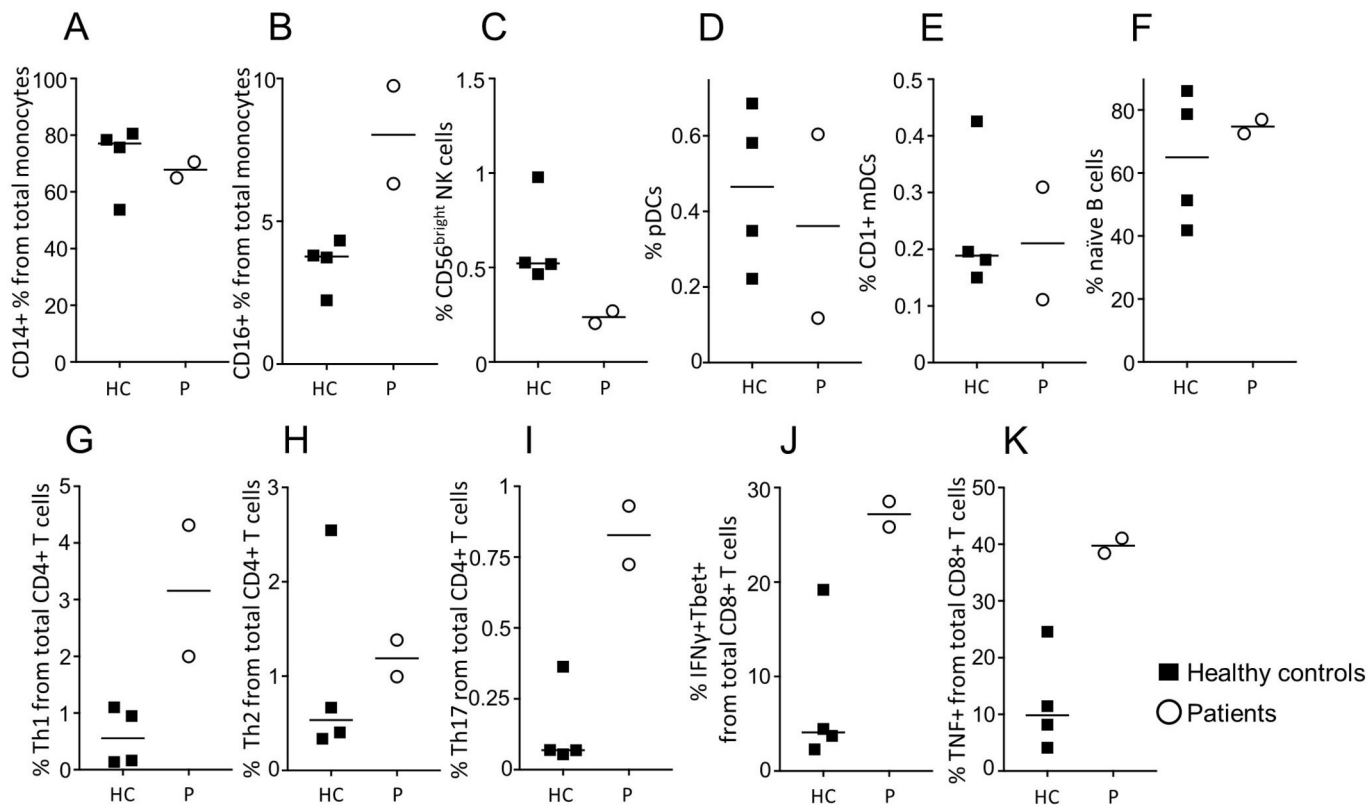 A
B
C
D
E
F
CD14+ % from total monocytes
100
80
60
40
20
0
HC
P
CD16+ % from total monocytes
10
5
0
HC
P
% CD56bright NK cells
1.5
1
0.5
0
HC
P
% pDCs
0.6
0.4
0.2
0
HC
P
% CD1+ mDCs
0.5
0.4
0.3
0.2
0.1
0
HC
P
% naïve B cells
80
60
40
20
0
HC
P
G
H
I
J
K
% Th1 from total CD4+ T cells
5
4
3
2
1
0
HC
P
% Th2 from total CD4+ T cells
3
2
1
0
HC
P
% Th17 rom total CD4+ T cells
1
0.75
0.5
0.25
0
HC
P
% IFNγ+Tbet+
from total CD8+ T cells
30
20
10
0
HC
P
% TNF+ from total CD8+ T cells
50
40
30
20
10
0
HC
P
Healthy controls
Patients